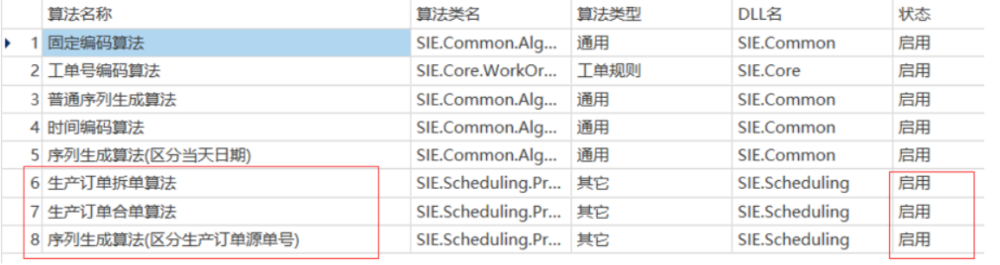 算法名称 算法类名 算法类型 DLL名 状态
1 固定编码算法 SIE.Common.Alg... 通用 SIE.Common 启用
2 工单号编码算法 SIE.Core.WorkOr... 工单规则 SIE.Core 启用
3 普通序列生成算法 SIE.Common.Alg... 通用 SIE.Common 启用
4 时间编码算法 SIE.Common.Alg... 通用 SIE.Common 启用
5 序列生成算法(区分当天日期) SIE.Common.Alg... 通用 SIE.Common 启用
6 生产订单拆单算法 SIE.Scheduling.Pr... 其它 SIE.Scheduling 启用
7 生产订单合单算法 SIE.Scheduling.Pr... 其它 SIE.Scheduling 启用
8 序列生成算法(区分生产订单源单号) SIE.Scheduling.Pr... 其它 SIE.Scheduling 启用